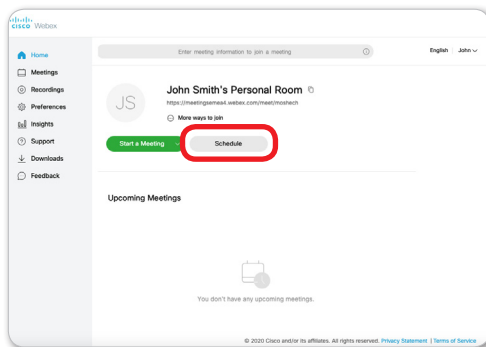 CISCO Webex
Enter meeting information to join a meeting
English John
Home
Meetings
Recordings
Preferences
Insights
Support
Downloads
Feedback
JS
John Smith's Personal Room
https://meetingsemea4.webex.com/meet/noshech
More ways to join
Start a Meeting
Schedule
Upcoming Meetings
You don't have any upcoming meetings.
© 2020 Cisco and/or its affiliates. All rights reserved. Privacy Statement | Terms of Service